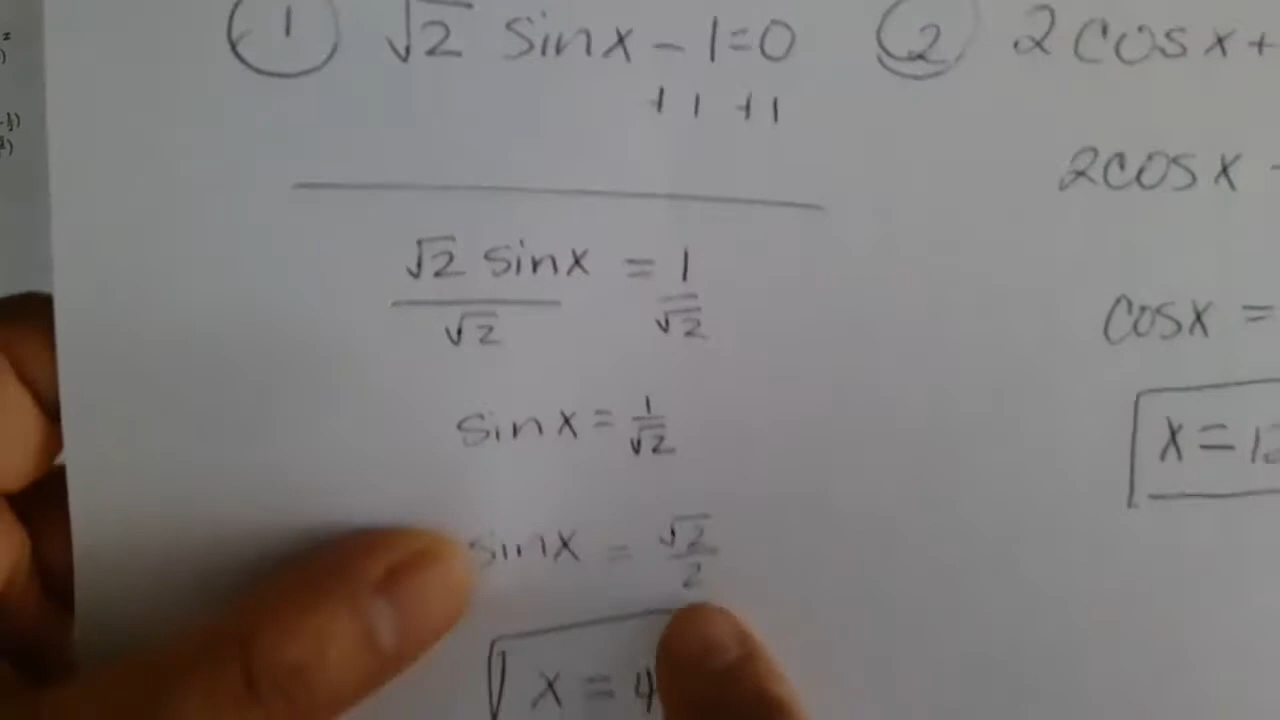 1 √2 sinx - 1 = 0
+1 +1
√2 sinx / √2 = 1 / √2
sinx = 1/√2
sinx = √2/2
x = 4
2 2cosx +
2cosx -
cosx =
x = 12